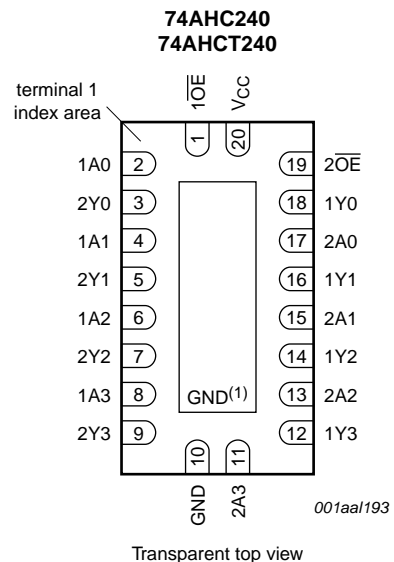 74AHC240
74AHCT240
terminal 1
index area
1OE
VCC
1 20
1A0 2 19 2OE
2Y0 3 18 1Y0
1A1 4 17 2A0
2Y1 5 16 1Y1
1A2 6 15 2A1
2Y2 7 14 1Y2
1A3 8 GND(1) 13 2A2
2Y3 9 12 1Y3
10 11
GND 2A3
001aal193
Transparent top view